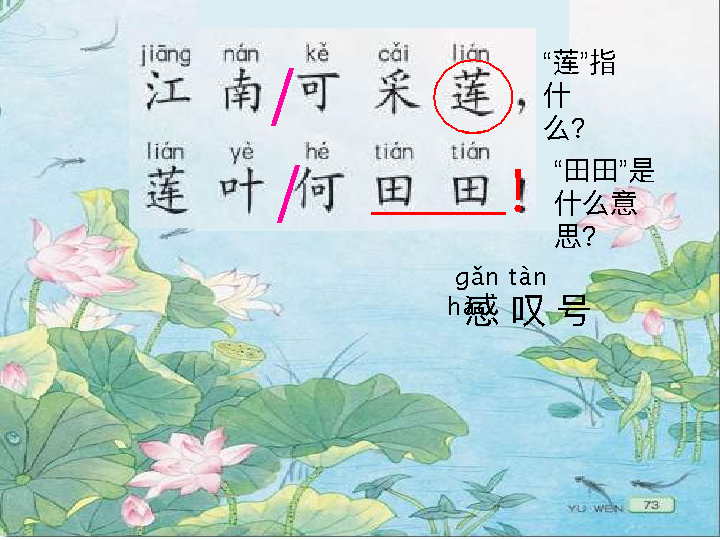 jiāng nán kě cǎi lián
江南/可采莲，
lián yè hé tián tián
莲叶/何田田！
“莲”指
什
么？
“田田”是
什么意
思？
gǎn tàn
hào
感叹号
YU WEN 73